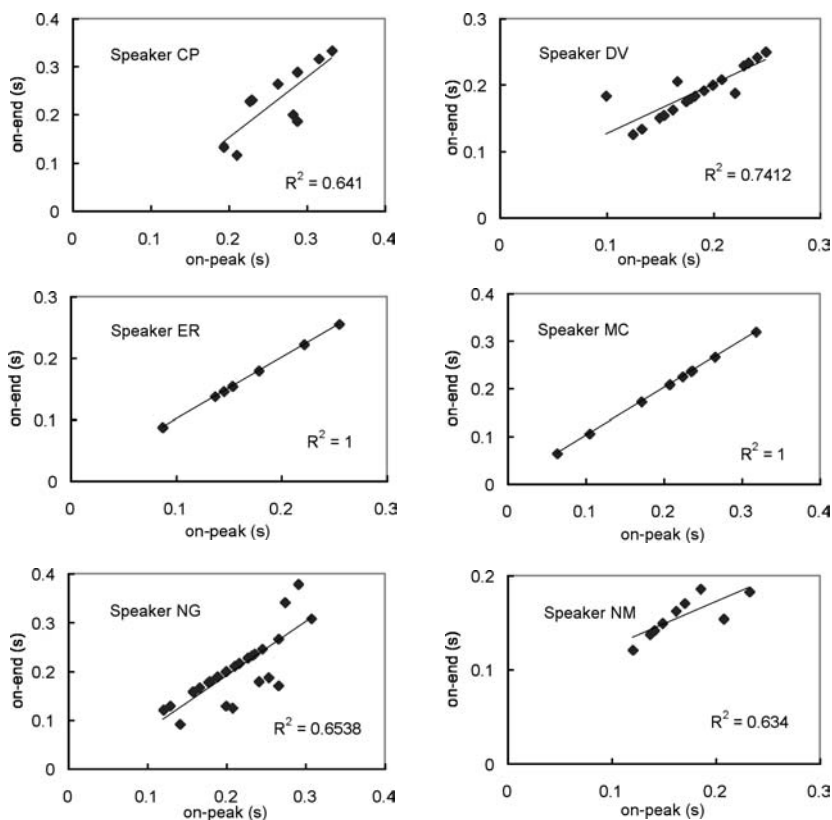 0.4
0.3
0.2
0.1
0
on-end (s)
Speaker CP
R² = 0.641
0 0.1 0.2 0.3 0.4
on-peak (s)
0.3
0.2
0.1
0
on-end (s)
Speaker DV
R² = 0.7412
0 0.1 0.2 0.3
on-peak (s)
0.3
0.2
0.1
0
on-end (s)
Speaker ER
R² = 1
0 0.1 0.2 0.3
on-peak (s)
0.4
0.3
0.2
0.1
0
on-end (s)
Speaker MC
R² = 1
0 0.1 0.2 0.3 0.4
on-peak (s)
0.4
0.3
0.2
0.1
0
on-end (s)
Speaker NG
R² = 0.6538
0 0.1 0.2 0.3 0.4
on-peak (s)
0.2
0.1
0
on-end (s)
Speaker NM
R² = 0.634
0 0.1 0.2 0.3
on-peak (s)